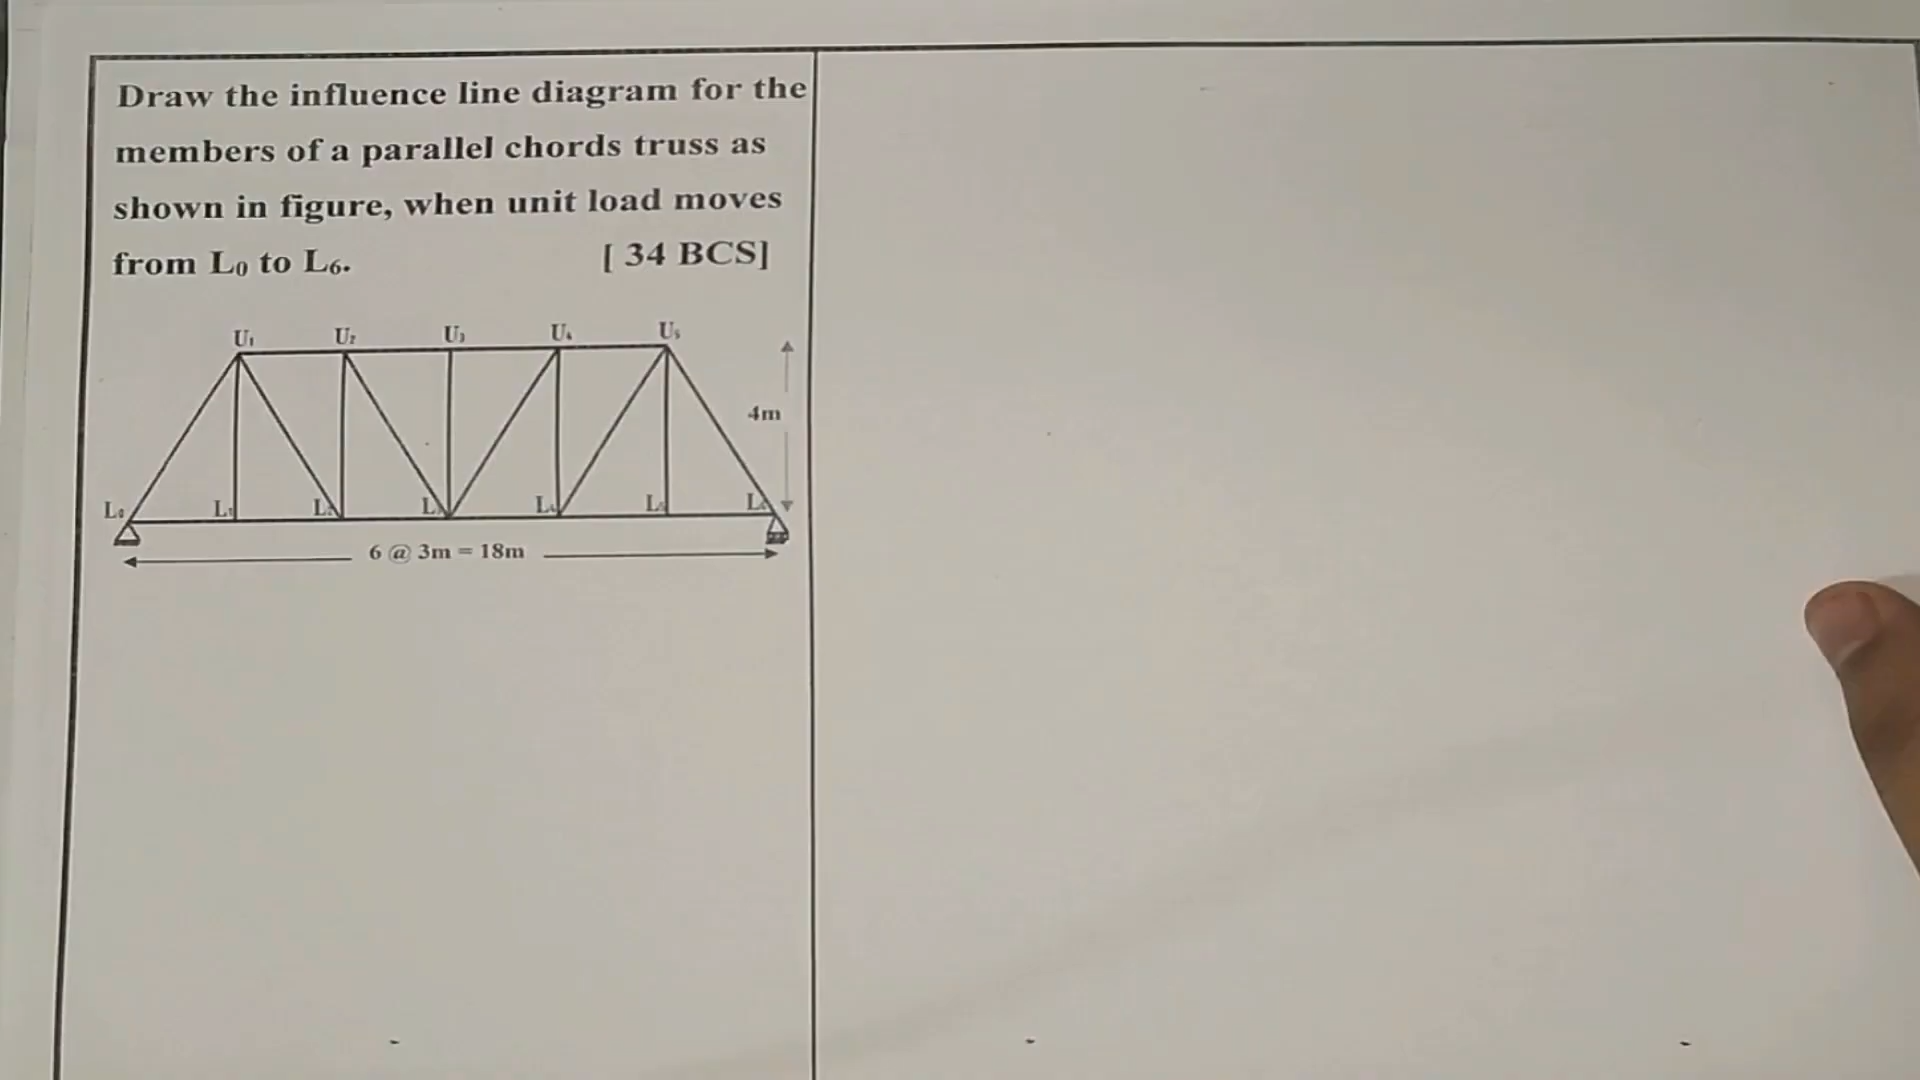 Draw the influence line diagram for the
members of a parallel chords truss as
shown in figure, when unit load moves
from L₀ to L₆. [ 34 BCS]
U₁ U₂ U₃ U₄ U₅
4m
L₀ L₁ L₂ L₃ L₄ L₅ L₆
6 @ 3m = 18m